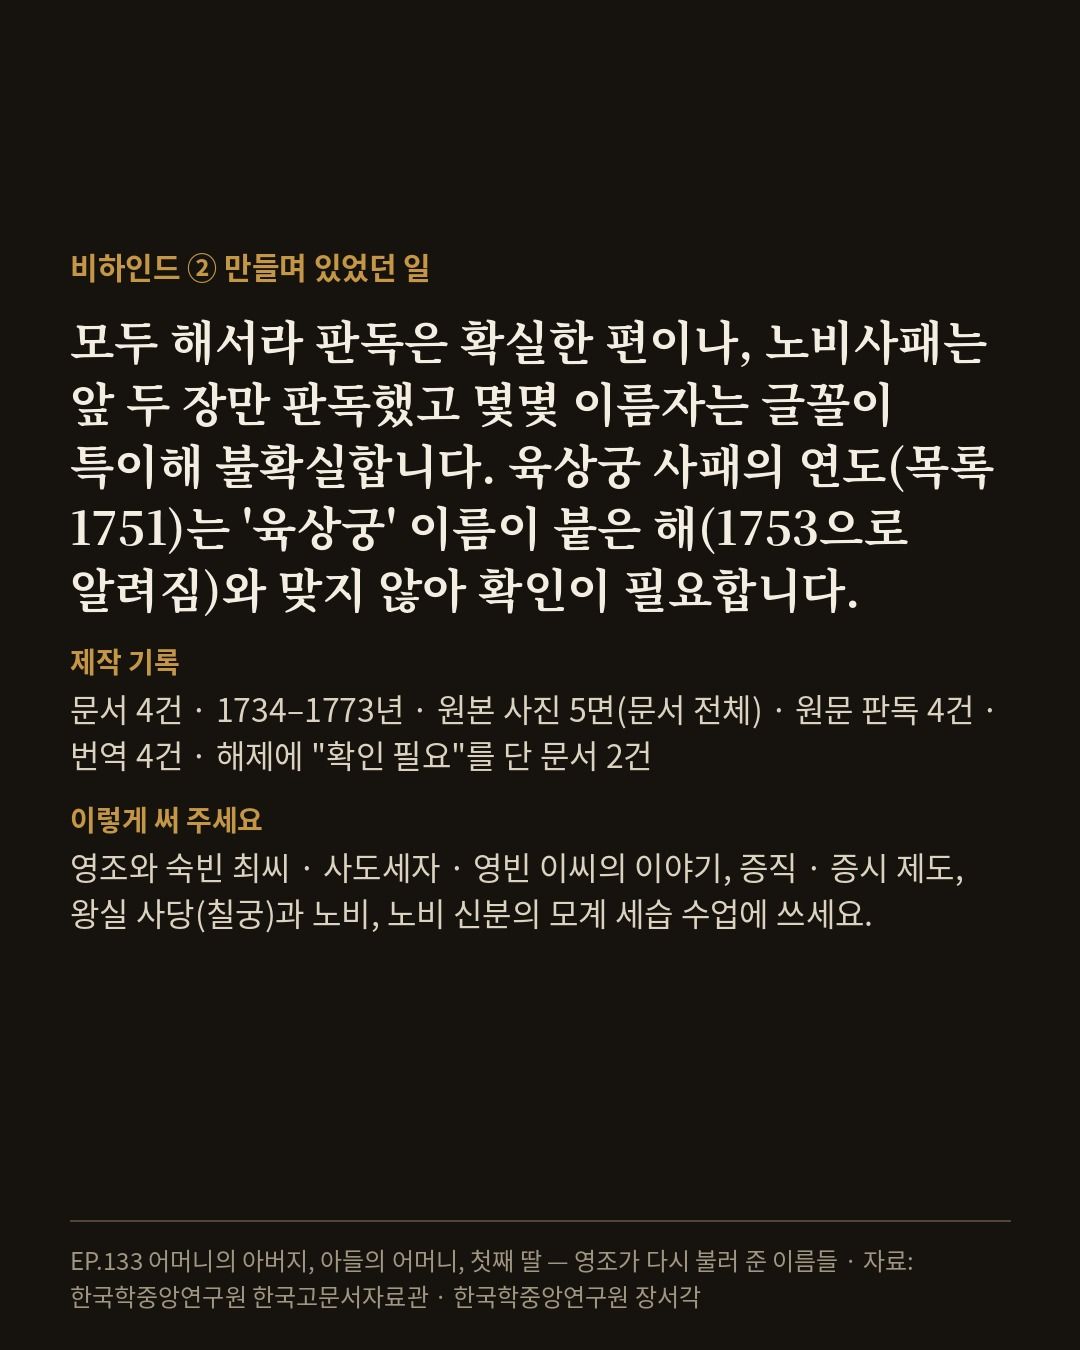 비하인드 ② 만들며 있었던 일
모두 해서라 판독은 확실한 편이나, 노비사패는
앞 두 장만 판독했고 몇몇 이름자는 글꼴이
특이해 불확실합니다. 육상궁 사패의 연도(목록
1751)는 '육상궁' 이름이 붙은 해(1753으로
알려짐)와 맞지 않아 확인이 필요합니다.
제작 기록
문서 4건 · 1734–1773년 · 원본 사진 5면(문서 전체) · 원문 판독 4건 ·
번역 4건 · 해제에 "확인 필요"를 단 문서 2건
이렇게 써 주세요
영조와 숙빈 최씨 · 사도세자 · 영빈 이씨의 이야기, 증직 · 증시 제도,
왕실 사당(칠궁)과 노비, 노비 신분의 모계 세습 수업에 쓰세요.
EP.133 어머니의 아버지, 아들의 어머니, 첫째 딸 — 영조가 다시 불러 준 이름들 · 자료:
한국학중앙연구원 한국고문서자료관 · 한국학중앙연구원 장서각